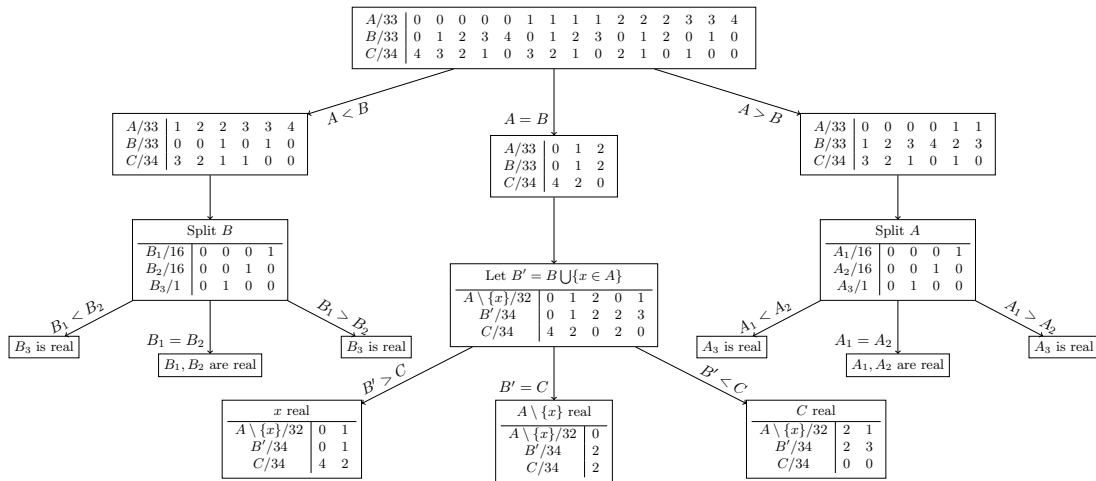 A/33 0 0 0 0 0 1 1 1 1 2 2 2 3 3 4
B/33 0 1 2 3 4 0 1 2 3 0 1 2 0 1 0
C/34 4 3 2 1 0 3 2 1 0 2 1 0 1 0 0
A < B
A = B
A > B
A/33 1 2 2 3 3 4
B/33 0 0 1 0 1 0
C/34 3 2 1 1 0 0
A/33 0 1 2
B/33 0 1 2
C/34 4 2 0
A/33 0 0 0 0 1 1
B/33 1 2 3 4 2 3
C/34 3 2 1 0 1 0
Split B
B₁/16 0 0 0 1
B₂/16 0 0 1 0
B₃/1 0 1 0 0
Let B′ = B ⋃{x ∈ A}
A \ {x}/32 0 1 2 0 1
B′/34 0 1 2 2 3
C/34 4 2 0 2 0
Split A
A₁/16 0 0 0 1
A₂/16 0 0 1 0
A₃/1 0 1 0 0
B₁ < B₂
B₁ = B₂
B₁ > B₂
B₃ is real
B₁, B₂ are real
B₃ is real
A₁ < A₂
A₁ = A₂
A₁ > A₂
A₃ is real
A₁, A₂ are real
A₃ is real
B′ > C
B′ = C
B′ < C
x real
A \ {x}/32 0 1
B′/34 0 1
C/34 4 2
A \ {x} real
A \ {x}/32 0
B′/34 2
C/34 2
C real
A \ {x}/32 2 1
B′/34 2 3
C/34 0 0